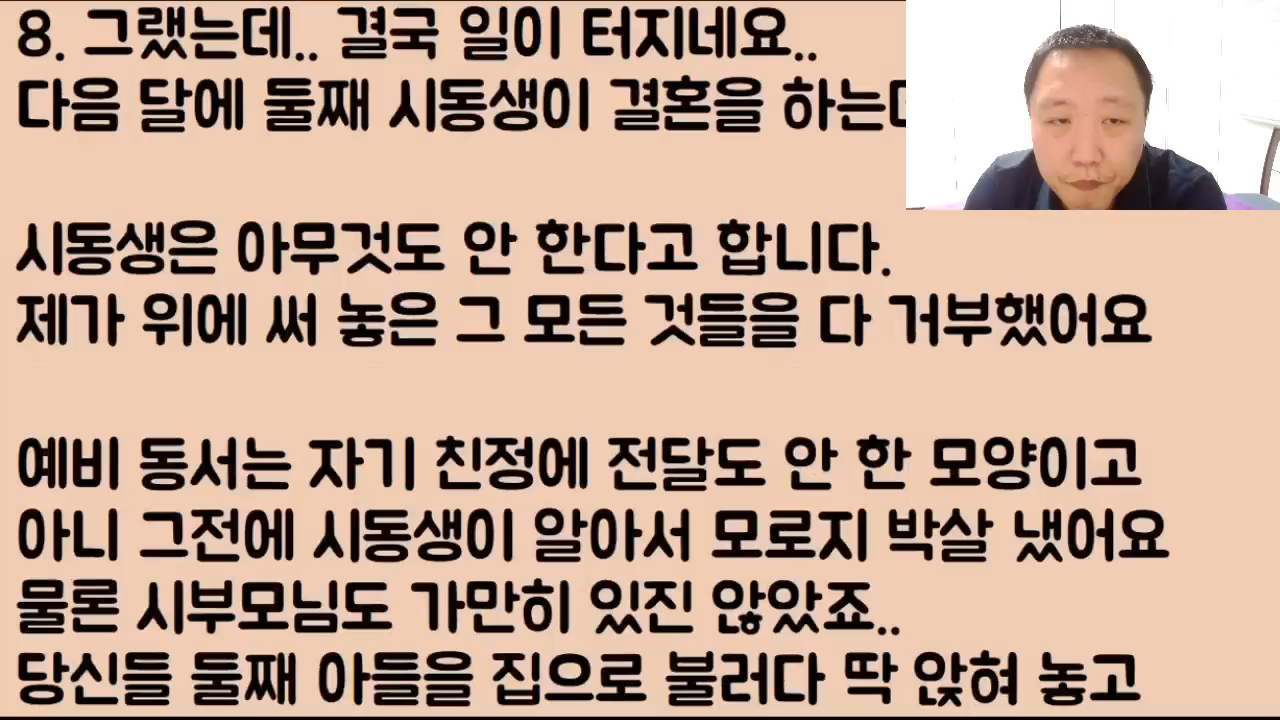 8. 그랬는데.. 결국 일이 터지네요..
다음 달에 둘째 시동생이 결혼을
시동생은 아무것도 안 한다고 합니다.
제가 위에 써 놓은 그 모든 것들을 다 거부했어요
예비 동서는 자기 친정에 전달도 안 한 모양이고
아니 그전에 시동생이 알아서 모로지 박살 냈어요
물론 시부모님도 가만히 있진 않았죠..
당신들 둘째 아들을 집으로 불러다 딱 앉혀 놓고